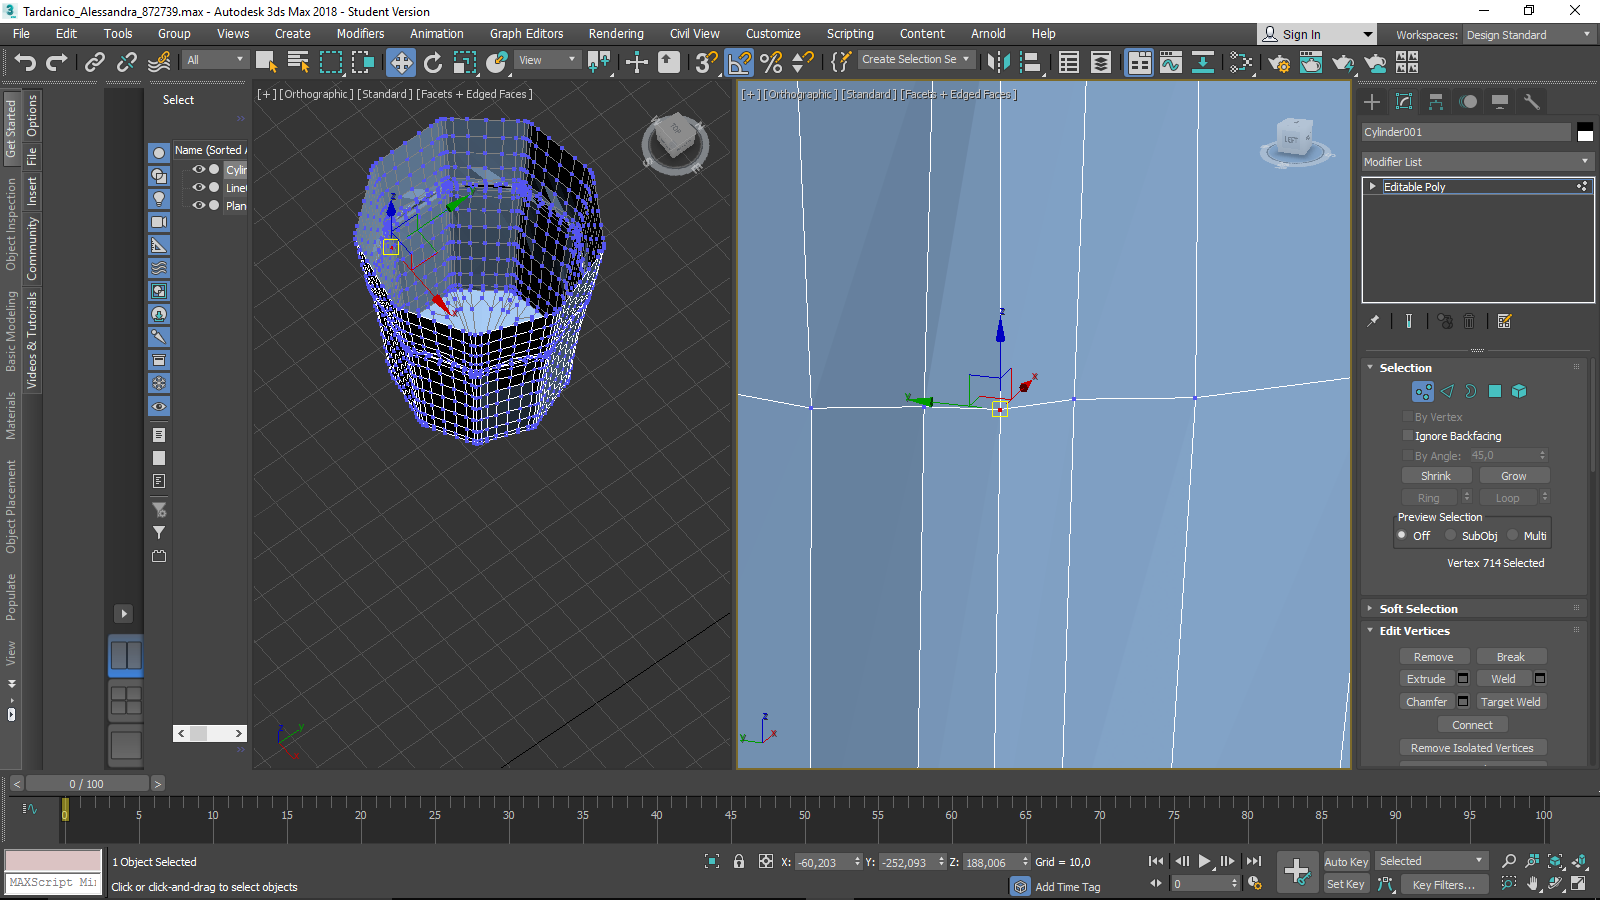 Tardanico_Alessandra_872739.max - Autodesk 3ds Max 2018 - Student Version
File Edit Tools Group Views Create Modifiers Animation Graph Editors Rendering Civil View Customize Scripting Content Arnold Help
Sign In
Workspaces: Design Standard
All
View
Create Selection Se
Get Started
Object Inspection
Basic Modeling
Materials
Object Placement
Populate
View
Options
File
Insert
Community
Videos & Tutorials
Select
Name (Sorted A
Cylin
Line
Plan
[+] [Orthographic] [Standard] [Facets + Edged Faces]
TOP
[+] [Orthographic] [Standard] [Facets + Edged Faces]
LEFT
z
y
x
z
y
x
z
y
x
Cylinder001
Modifier List
Editable Poly
Selection
By Vertex
Ignore Backfacing
By Angle: 45,0
Shrink Grow
Ring Loop
Preview Selection
Off SubObj Multi
Vertex 714 Selected
Soft Selection
Edit Vertices
Remove Break
Extrude Weld
Chamfer Target Weld
Connect
Remove Isolated Vertices
< 0 / 100 >
0 5 10 15 20 25 30 35 40 45 50 55 60 65 70 75 80 85 90 95 100
1 Object Selected
X: -60,203 Y: -252,093 Z: 188,006 Grid = 10,0
Auto Key Selected
MAXScript Mi
Click or click-and-drag to select objects
Add Time Tag
0
Set Key Key Filters...